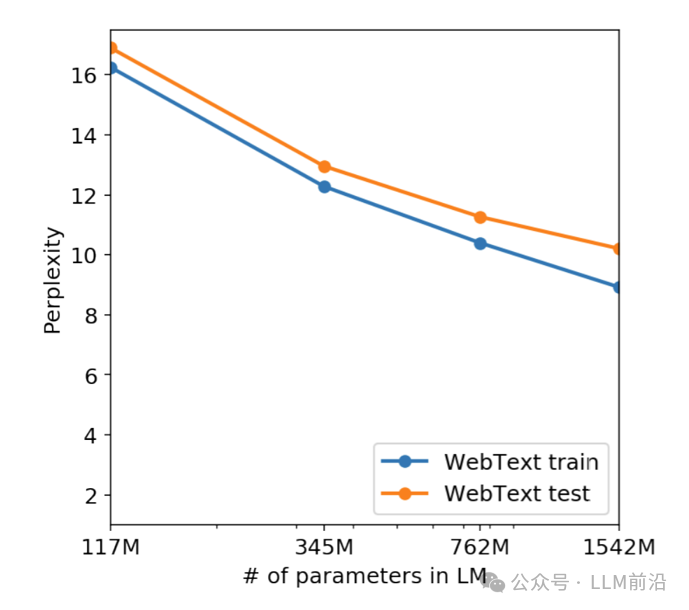 16
14
12
10
8
6
4
2
Perplexity
WebText train
WebText test
117M 345M 762M 1542M
# of parameters in LM
公众号 · LLM前沿